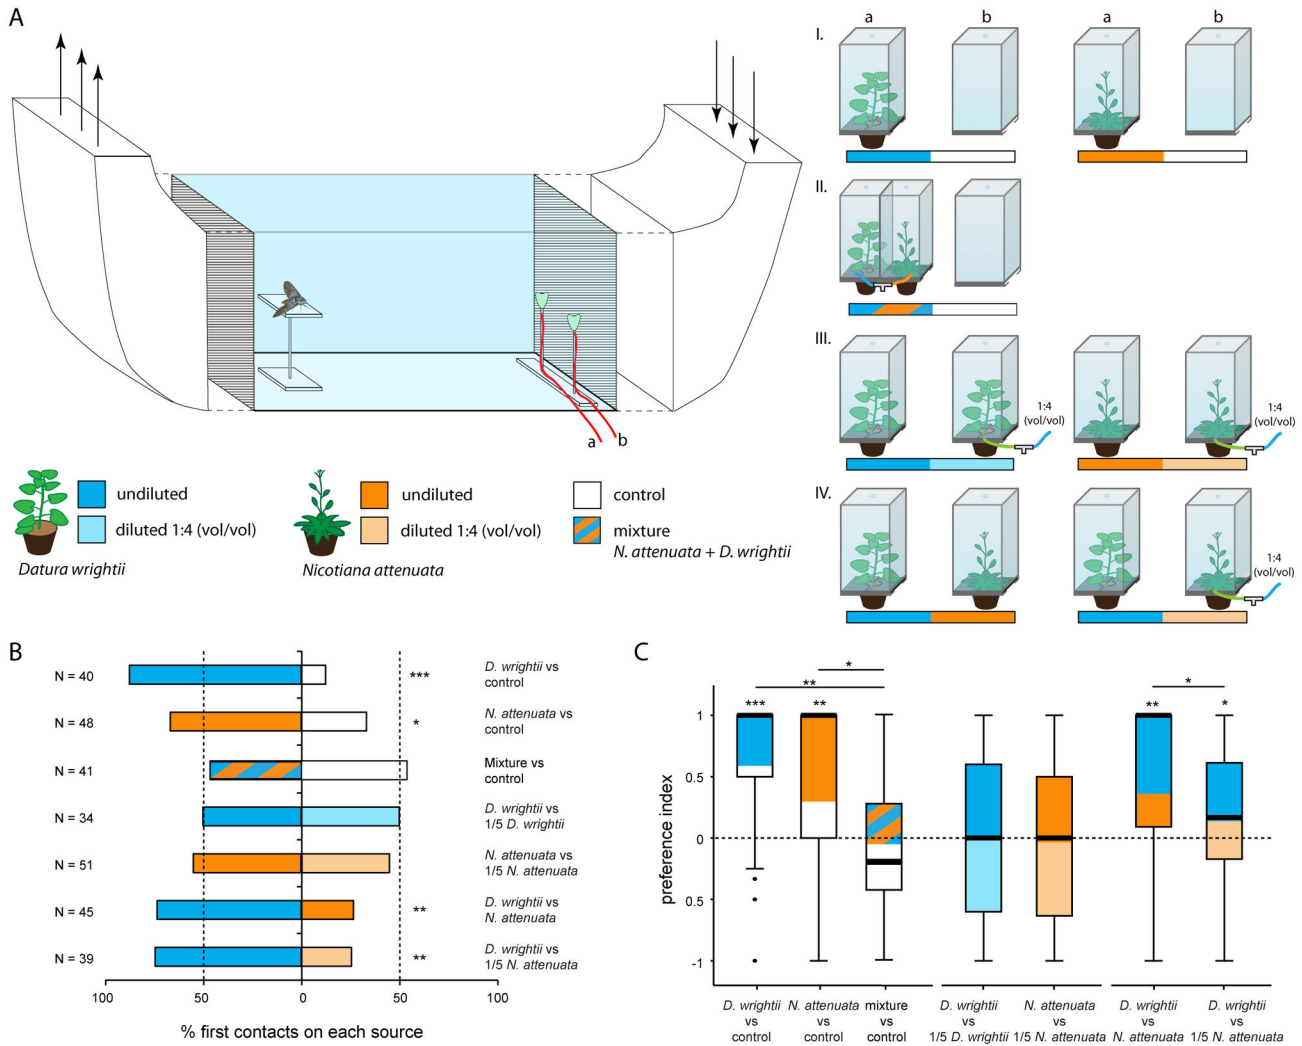 A
a
b
I.
a
b
a
b
II.
III.
1:4
(vol/vol)
1:4
(vol/vol)
IV.
1:4
(vol/vol)
undiluted
diluted 1:4 (vol/vol)
Datura wrightii
undiluted
diluted 1:4 (vol/vol)
Nicotiana attenuata
control
mixture
N. attenuata + D. wrightii
B
N = 40
*** 
D. wrightii vs
control
N = 48
*
N. attenuata vs
control
N = 41
Mixture vs
control
N = 34
D. wrightii vs
1/5 D. wrightii
N = 51
N. attenuata vs
1/5 N. attenuata
N = 45
**
D. wrightii vs
N. attenuata
N = 39
**
D. wrightii vs
1/5 N. attenuata
100 50 0 50 100
% first contacts on each source
C
preference index
1
0.5
0
0.5
-1
*
**
*
*** ** ** *
D. wrightii
vs
control
N. attenuata
vs
control
mixture
vs
control
D. wrightii
vs
1/5 D. wrightii
N. attenuata
vs
1/5 N. attenuata
D. wrightii
vs
N. attenuata
D. wrightii
vs
1/5 N. attenuata